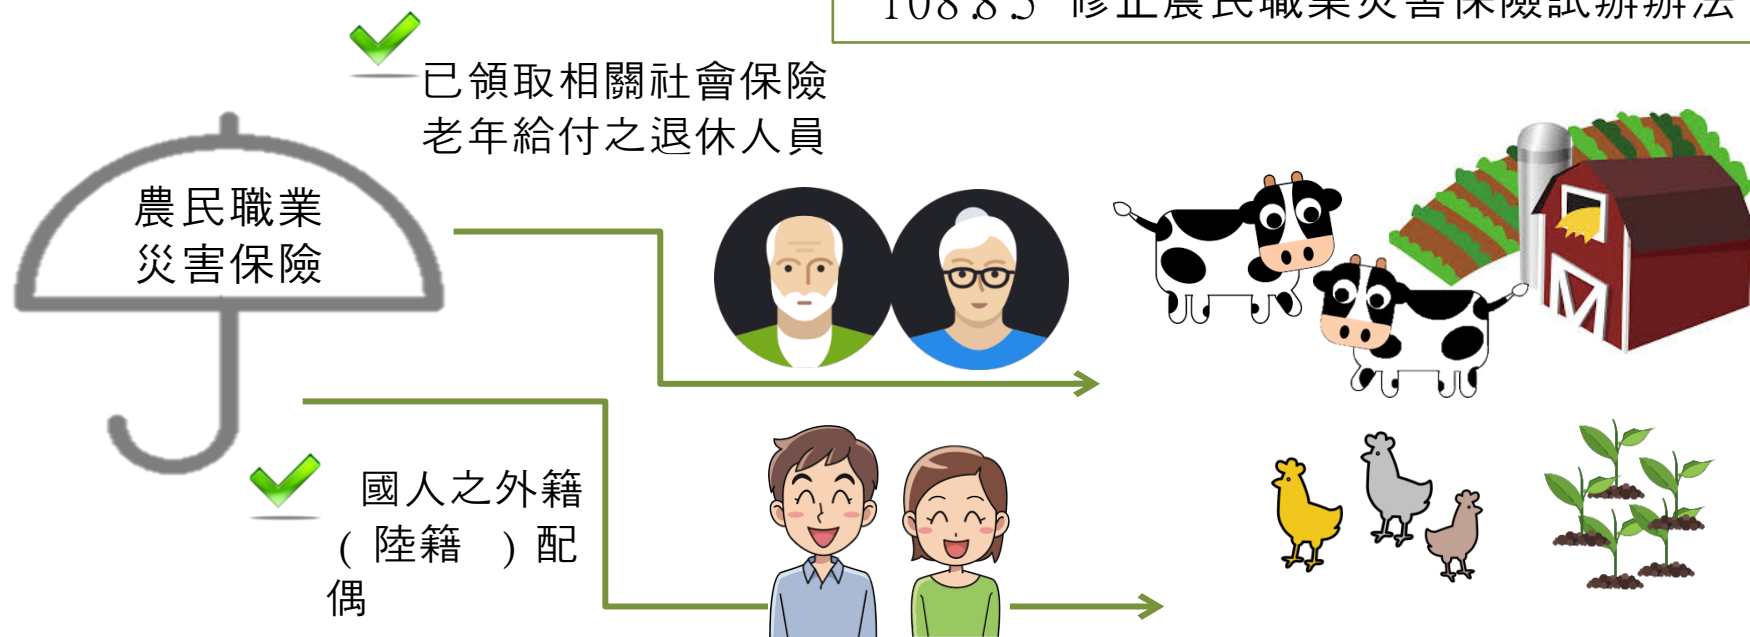 108.8.5 修正農民職業災害保險試辦辦法
已領取相關社會保險
老年給付之退休人員
農民職業
災害保險
國人之外籍
( 陸籍 ) 配
偶